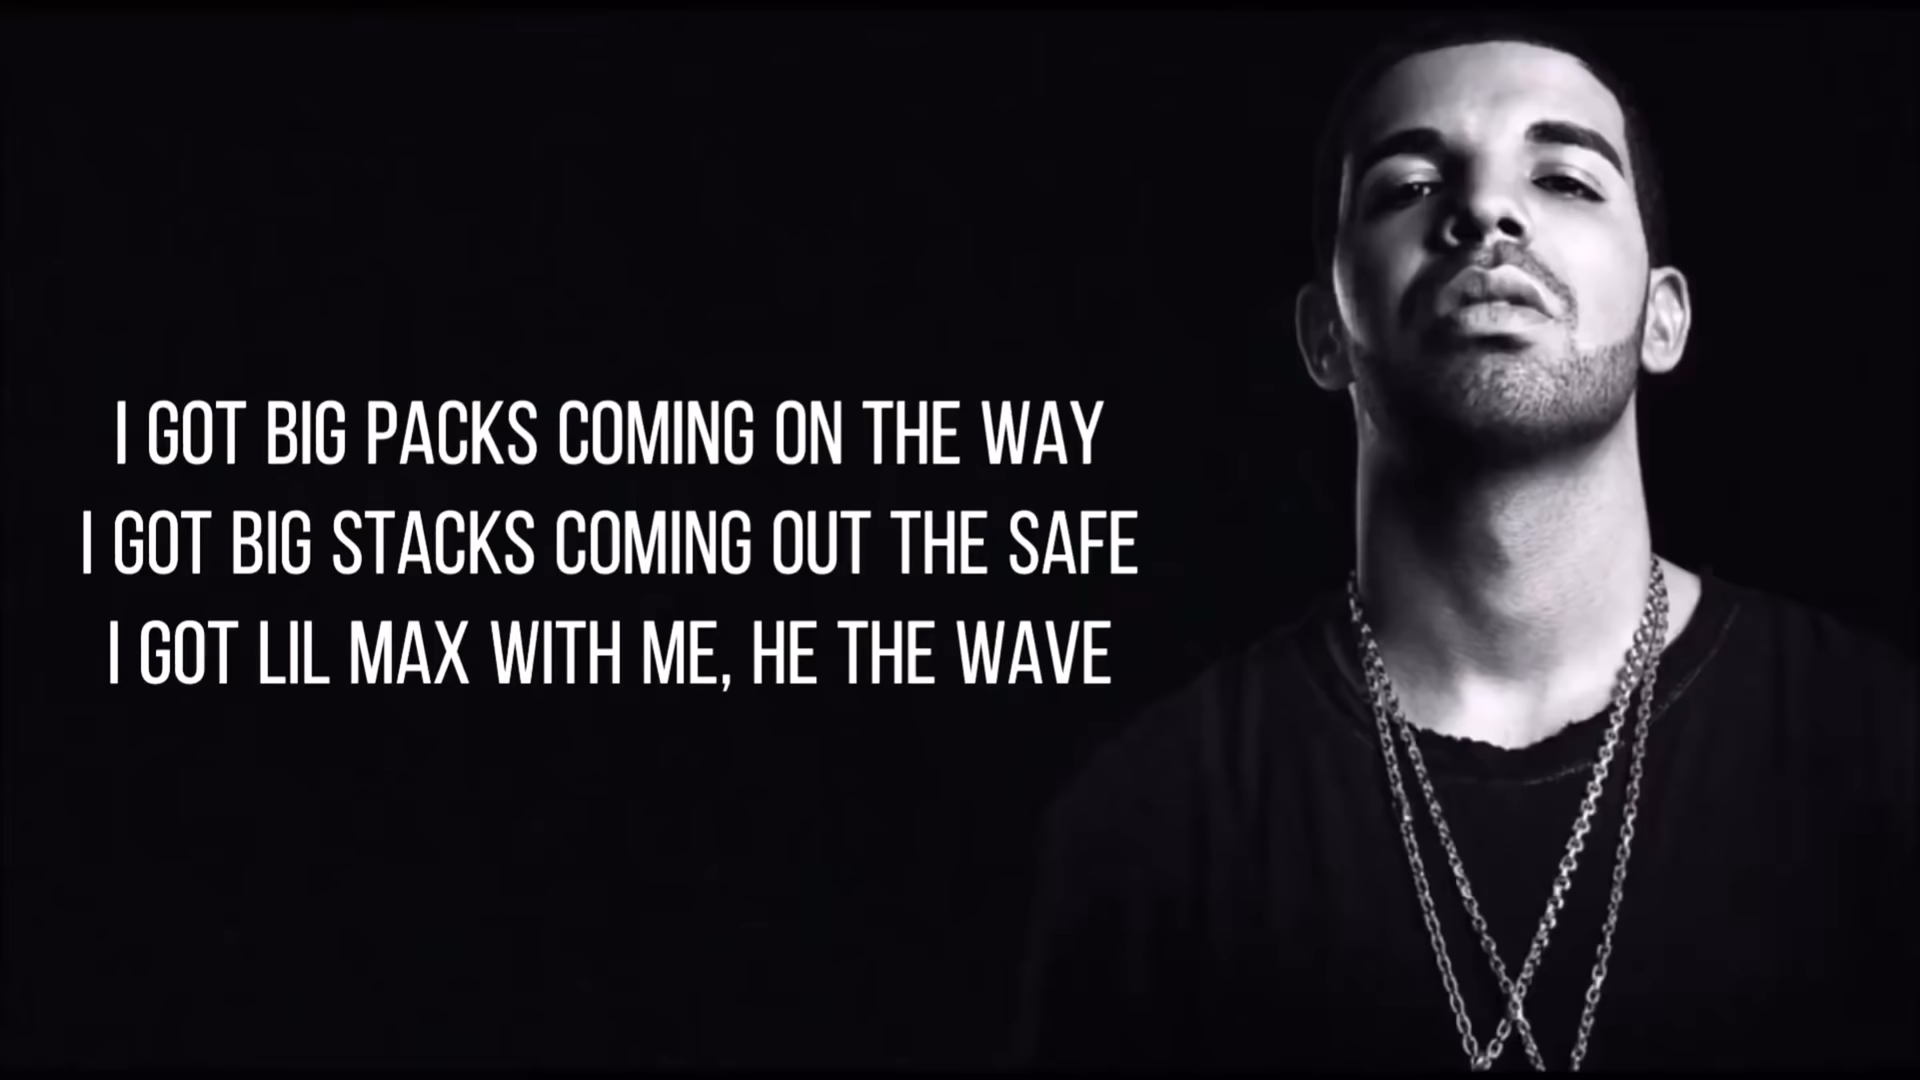 I GOT BIG PACKS COMING ON THE WAY
I GOT BIG STACKS COMING OUT THE SAFE
I GOT LIL MAX WITH ME, HE THE WAVE